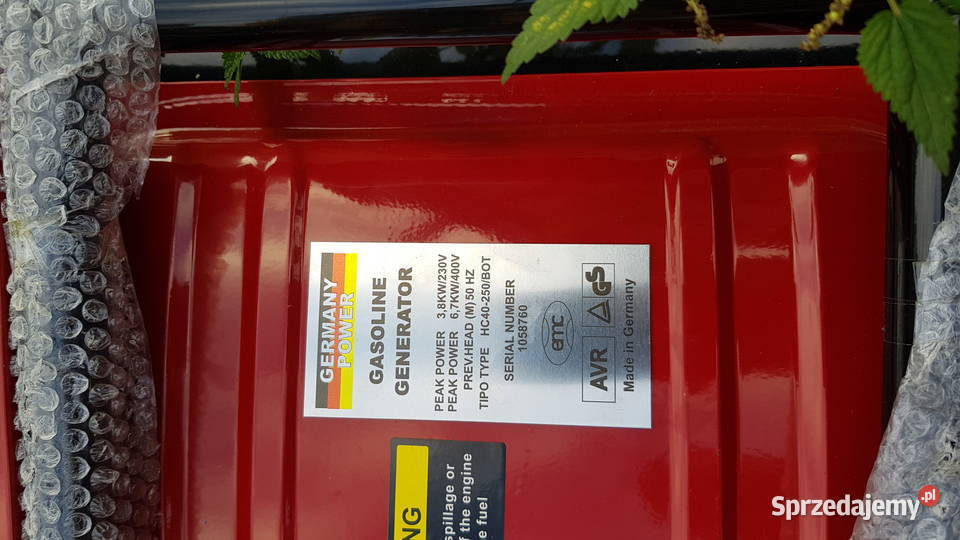 GERMANY
POWER
GASOLINE
GENERATOR
PEAK POWER 3,8KW/230V
PEAK POWER 6,7KW/400V
PREV.HEAD (M) 50 HZ
TIPO TYPE HC40-250/BOT
SERIAL NUMBER
1058760
emc
AVR GS
Made in Germany
NG
spillage or
f the engine
e fuel
Sprzedajemy.pl